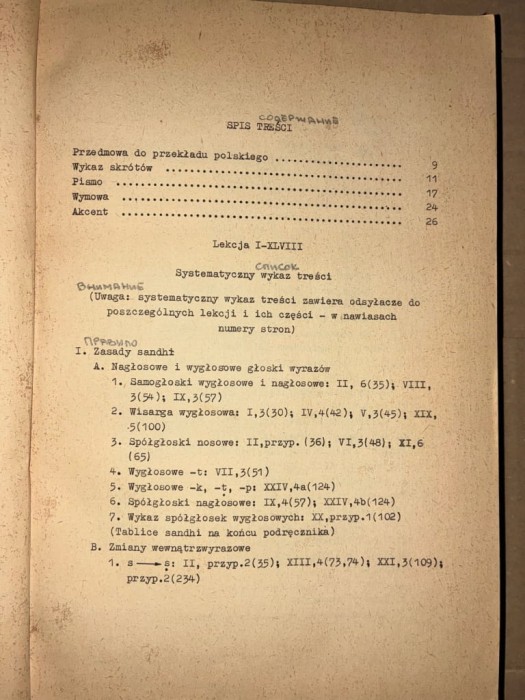 СОДЕРЖАНИЕ
SPIS TREŚCI
Przedmowa do przekładu polskiego ..................... 9
Wykaz skrótów ........................................ 11
Pismo ................................................ 17
Wymowa ............................................... 24
Akcent ............................................... 26
Lekcja I-XLVIII
СПИСОК
Systematyczny wykaz treści
ВНИМАНИЕ
(Uwaga: systematyczny wykaz treści zawiera odsyłacze do
poszczególnych lekcji i ich części - w nawiasach
numery stron)
ПРАВИЛО
I. Zasady sandhi
A. Nagłosowe i wygłosowe głoski wyrazów
1. Samogłoski wygłosowe i nagłosowe: II, 6(35); VIII,
3(54); IX,3(57)
2. Wisarga wygłosowa: I,3(30); IV,4(42); V,3(45); XIX,
5(100)
3. Spółgłoski nosowe: II,przyp. (36); VI,3(48); XI,6
(65)
4. Wygłosowe -t: VII,3(51)
5. Wygłosowe -k, -ṭ, -p: XXIV,4a(124)
6. Spółgłoski nagłosowe: IX,4(57); XXIV,4b(124)
7. Wykaz spółgłosek wygłosowych: XX,przyp.1(102)
(Tablice sandhi na końcu podręcznika)
B. Zmiany wewnątrzwyrazowe
1. s → ṣ: II, przyp.2(35); XIII,4(73,74); XXI,3(109);
przyp.2(234)